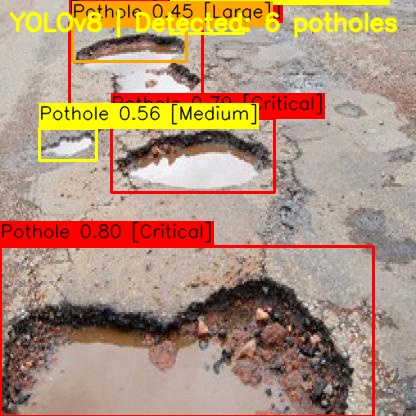 Pothole 0.45 [Large]
YOLOv8 | Detected: 6 potholes
Pothole 0.79 [Critical]
Pothole 0.56 [Medium]
Pothole 0.80 [Critical]